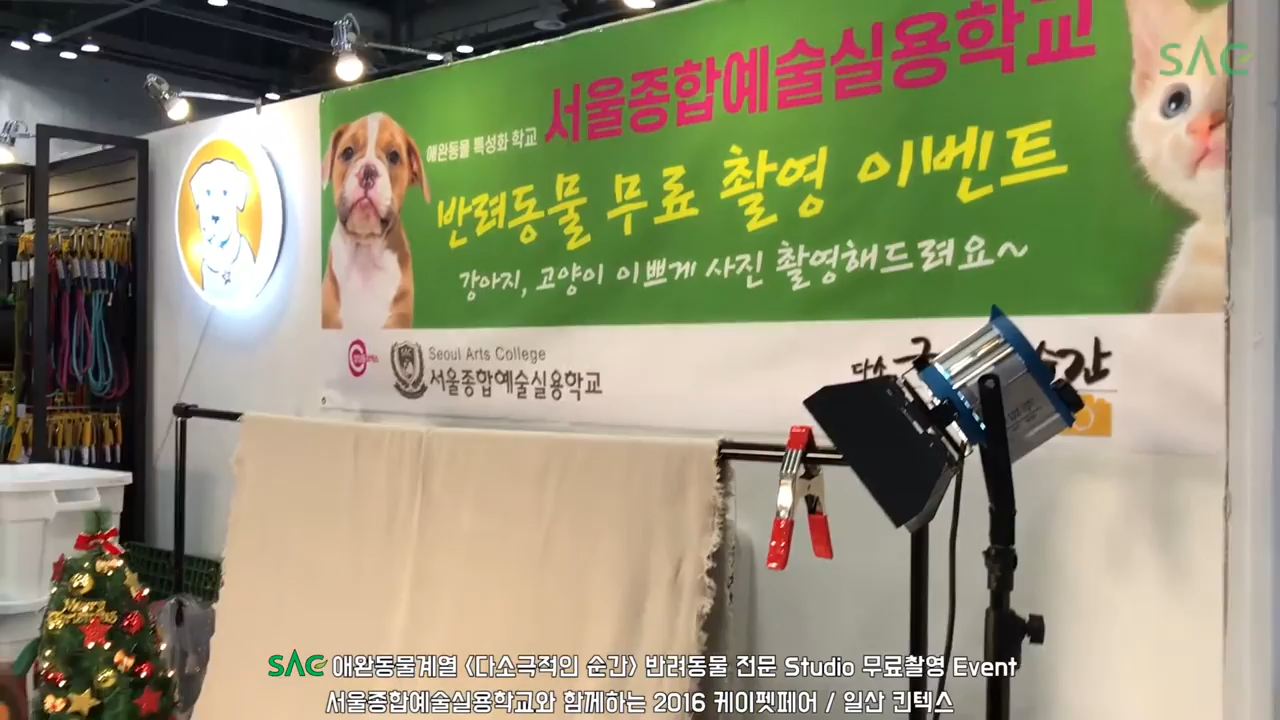 SAC
애완동물 특성화 학교 서울종합예술실용학교
반려동물 무료 촬영 이벤트
강아지, 고양이 이쁘게 사진 촬영해드려요~
Seoul Arts College
서울종합예술실용학교
다소
Merry Christmas
SAC 애완동물계열 <다소극적인 순간> 반려동물 전문 Studio 무료촬영 Event
서울종합예술실용학교와 함께하는 2016 케이펫페어 / 일산 킨텍스